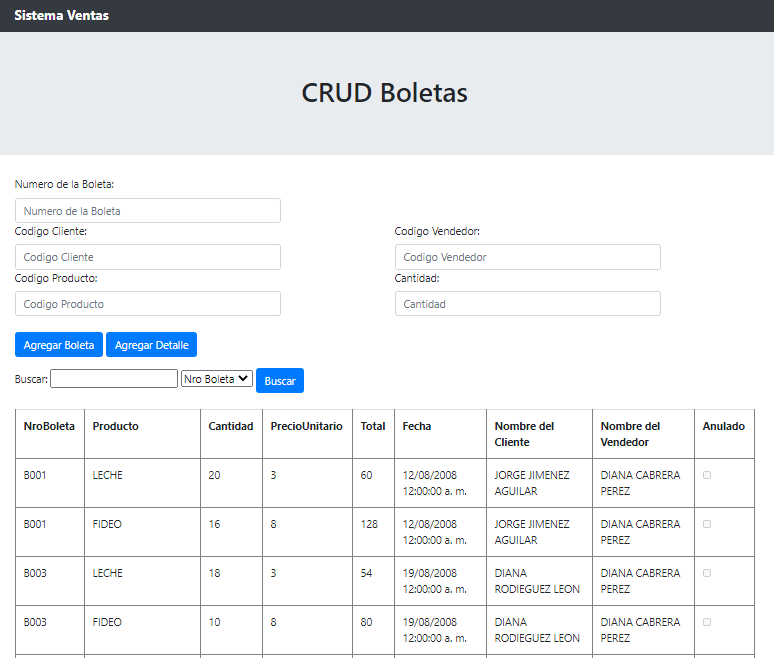 Sistema Ventas
CRUD Boletas
Numero de la Boleta:
Numero de la Boleta
Codigo Cliente: Codigo Vendedor:
Codigo Cliente Codigo Vendedor
Codigo Producto: Cantidad:
Codigo Producto Cantidad
Agregar Boleta Agregar Detalle
Buscar: Nro Boleta Buscar
NroBoleta Producto Cantidad PrecioUnitario Total Fecha Nombre del Nombre del Anulado
Cliente Vendedor
B001 LECHE 20 3 60 12/08/2008 JORGE JIMENEZ DIANA CABRERA
12:00:00 a. m. AGUILAR PEREZ
B001 FIDEO 16 8 128 12/08/2008 JORGE JIMENEZ DIANA CABRERA
12:00:00 a. m. AGUILAR PEREZ
B003 LECHE 18 3 54 19/08/2008 DIANA DIANA CABRERA
12:00:00 a. m. RODIEGUEZ LEON PEREZ
B003 FIDEO 10 8 80 19/08/2008 DIANA DIANA CABRERA
12:00:00 a. m. RODIEGUEZ LEON PEREZ